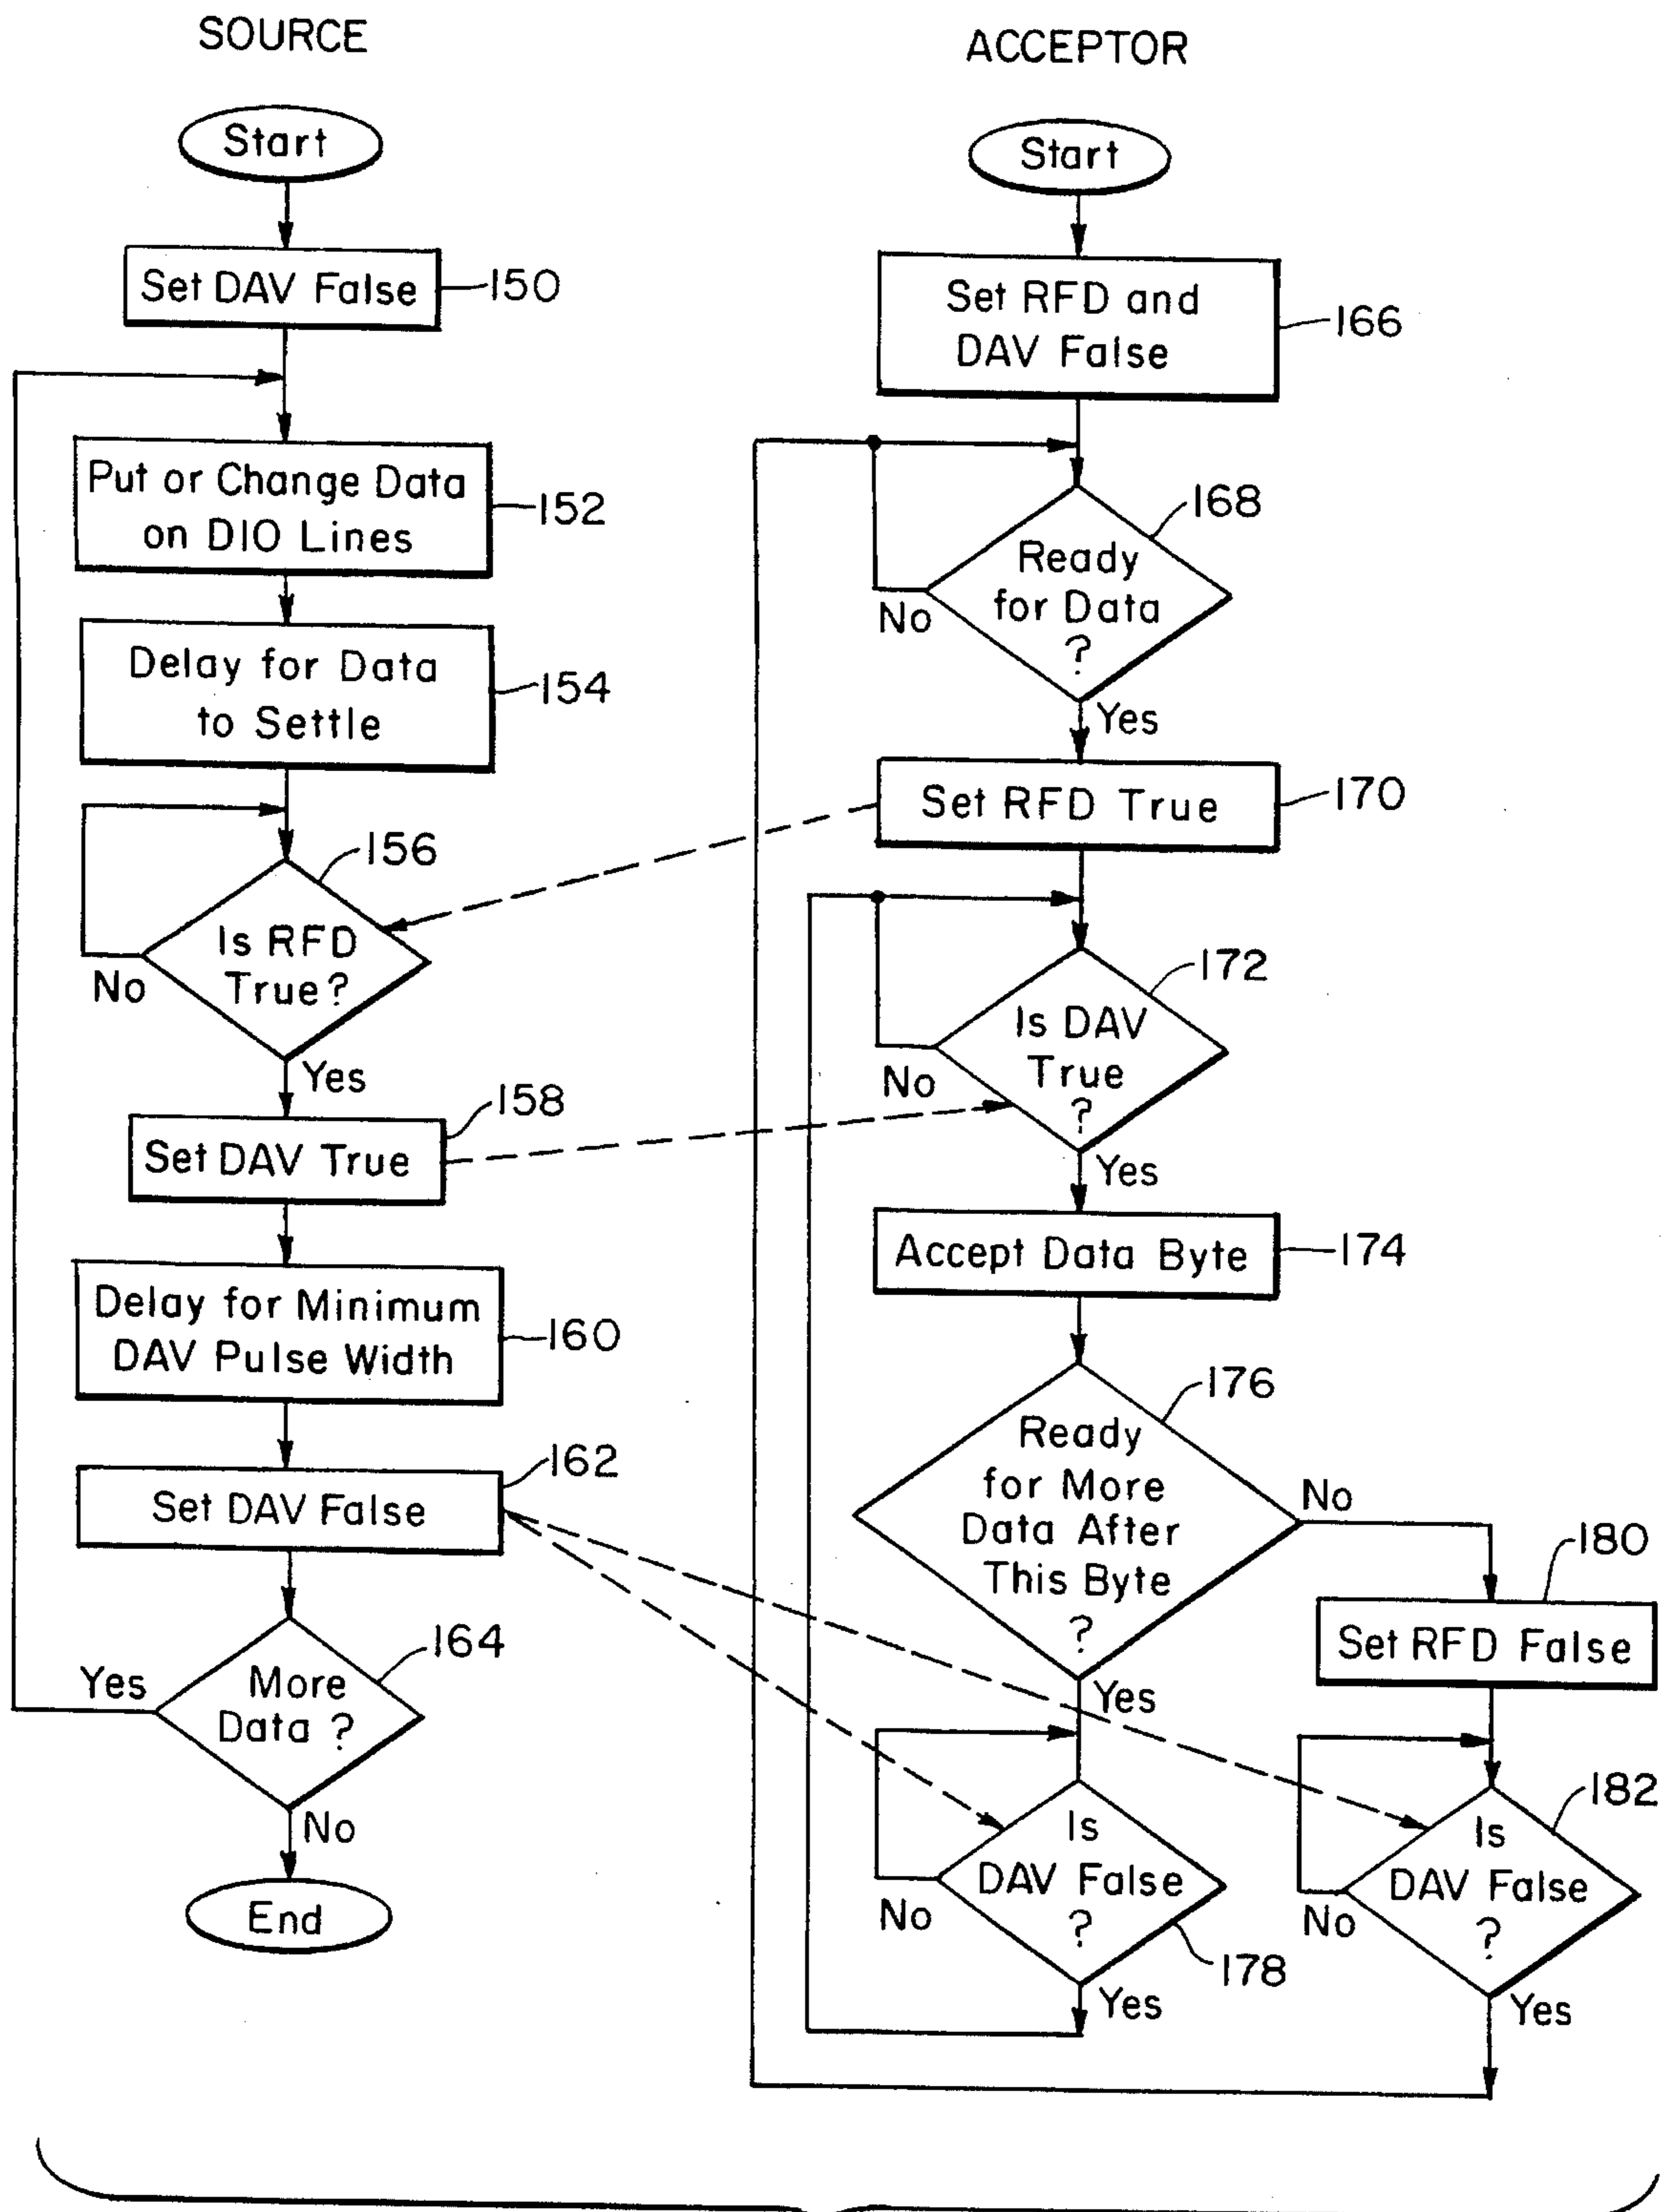 SOURCE
Start
Set DAV False
150
Put or Change Data
on DIO Lines
152
Delay for Data
to Settle
154
156
Is RFD
True?
No
Yes
158
Set DAV True
Delay for Minimum
DAV Pulse Width
160
162
Set DAV False
164
More
Data ?
Yes
No
End
ACCEPTOR
Start
Set RFD and
DAV False
166
168
Ready
for Data
?
No
Yes
Set RFD True
170
172
Is DAV
True
?
No
Yes
Accept Data Byte
174
176
Ready
for More
Data After
This Byte
?
No
Yes
180
Set RFD False
Is
DAV False
?
No
178
Yes
182
Is
DAV False
?
No
Yes